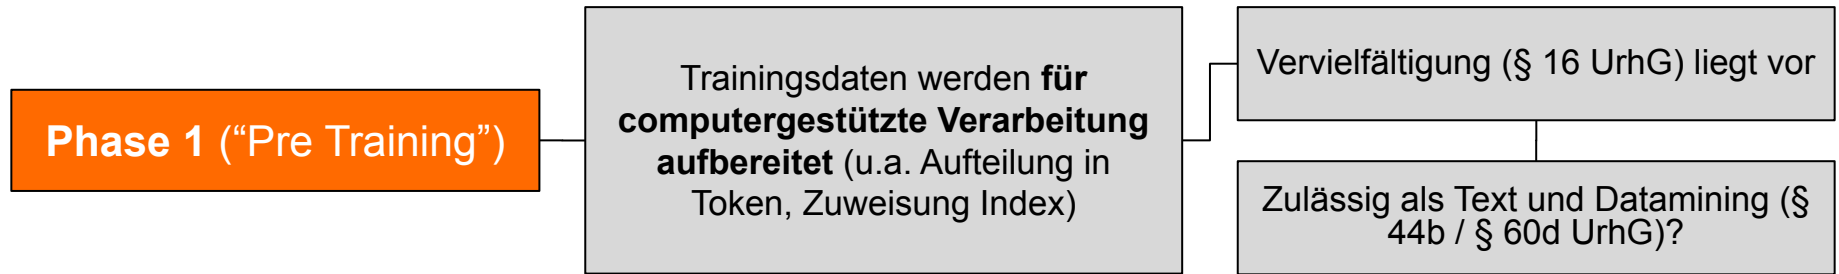 Phase 1 (“Pre Training”)
Trainingsdaten werden für
computergestützte Verarbeitung
aufbereitet (u.a. Aufteilung in
Token, Zuweisung Index)
Vervielfältigung (§ 16 UrhG) liegt vor
Zulässig als Text und Datamining (§
44b / § 60d UrhG)?